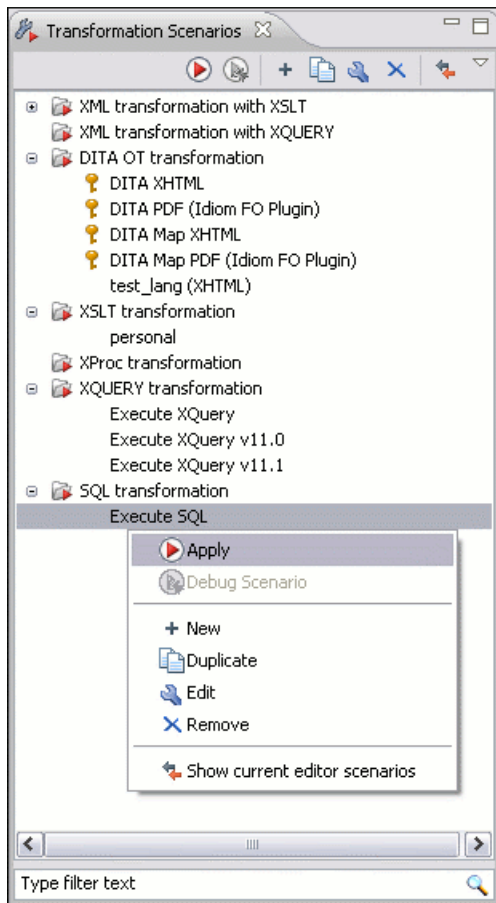 Transformation Scenarios
XML transformation with XSLT
XML transformation with XQUERY
DITA OT transformation
DITA XHTML
DITA PDF (Idiom FO Plugin)
DITA Map XHTML
DITA Map PDF (Idiom FO Plugin)
test_lang (XHTML)
XSLT transformation
personal
XProc transformation
XQUERY transformation
Execute XQuery
Execute XQuery v11.0
Execute XQuery v11.1
SQL transformation
Execute SQL
Apply
Debug Scenario
New
Duplicate
Edit
Remove
Show current editor scenarios
Type filter text